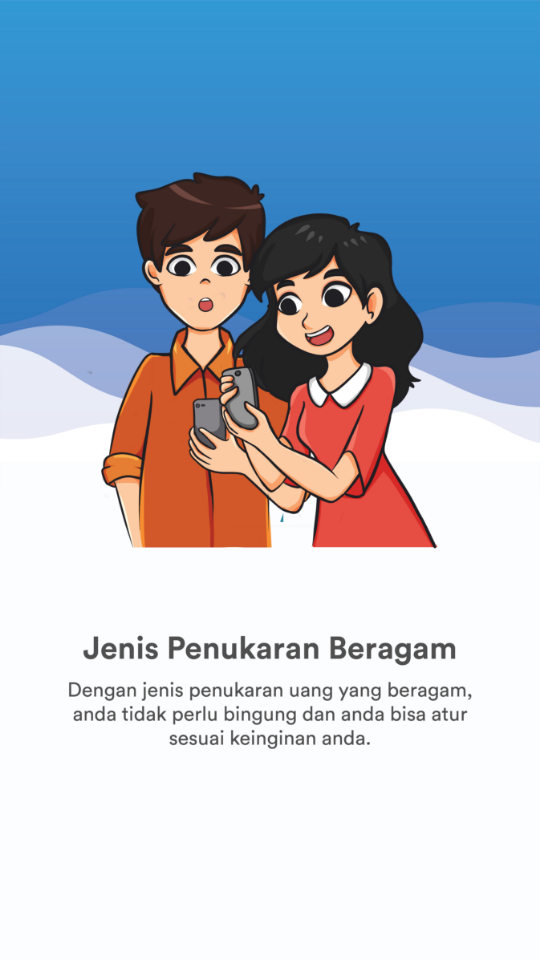 Jenis Penukaran Beragam
Dengan jenis penukaran uang yang beragam,
anda tidak perlu bingung dan anda bisa atur
sesuai keinginan anda.